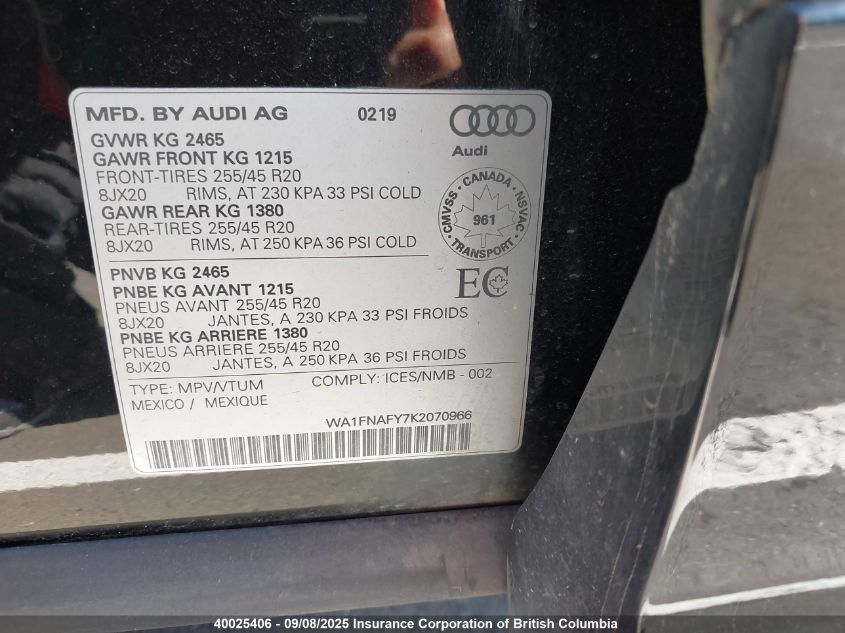 MFD. BY AUDI AG 0219
GVWR KG 2465
GAWR FRONT KG 1215
FRONT-TIRES 255/45 R20
8JX20 RIMS, AT 230 KPA 33 PSI COLD
GAWR REAR KG 1380
REAR-TIRES 255/45 R20
8JX20 RIMS, AT 250 KPA 36 PSI COLD
Audi
CMVSS · CANADA · NSVAC
961
TRANSPORT
PNVB KG 2465
PNBE KG AVANT 1215
PNEUS AVANT 255/45 R20
8JX20 JANTES, A 230 KPA 33 PSI FROIDS
PNBE KG ARRIERE 1380
PNEUS ARRIERE 255/45 R20
8JX20 JANTES, A 250 KPA 36 PSI FROIDS
EC
TYPE: MPV/VTUM COMPLY: ICES/NMB - 002
MEXICO / MEXIQUE
WA1FNAFY7K2070966
40025406 - 09/08/2025 Insurance Corporation of British Columbia